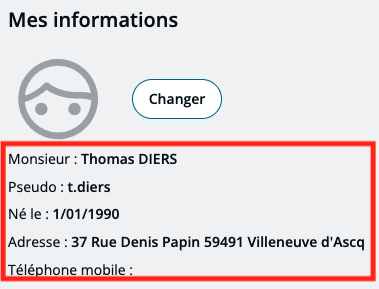 Mes informations
Changer
Monsieur : Thomas DIERS
Pseudo : t.diers
Né le : 1/01/1990
Adresse : 37 Rue Denis Papin 59491 Villeneuve d'Ascq
Téléphone mobile :